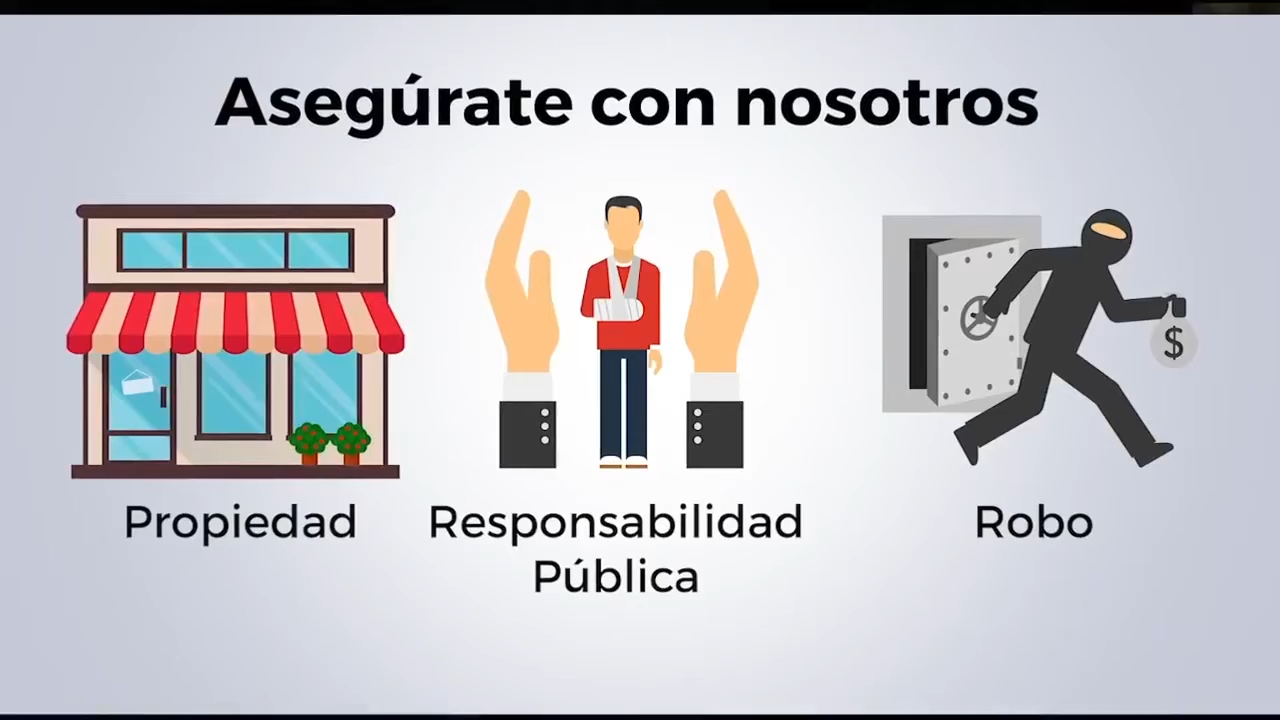 Asegúrate con nosotros
$
Propiedad
Responsabilidad
Pública
Robo